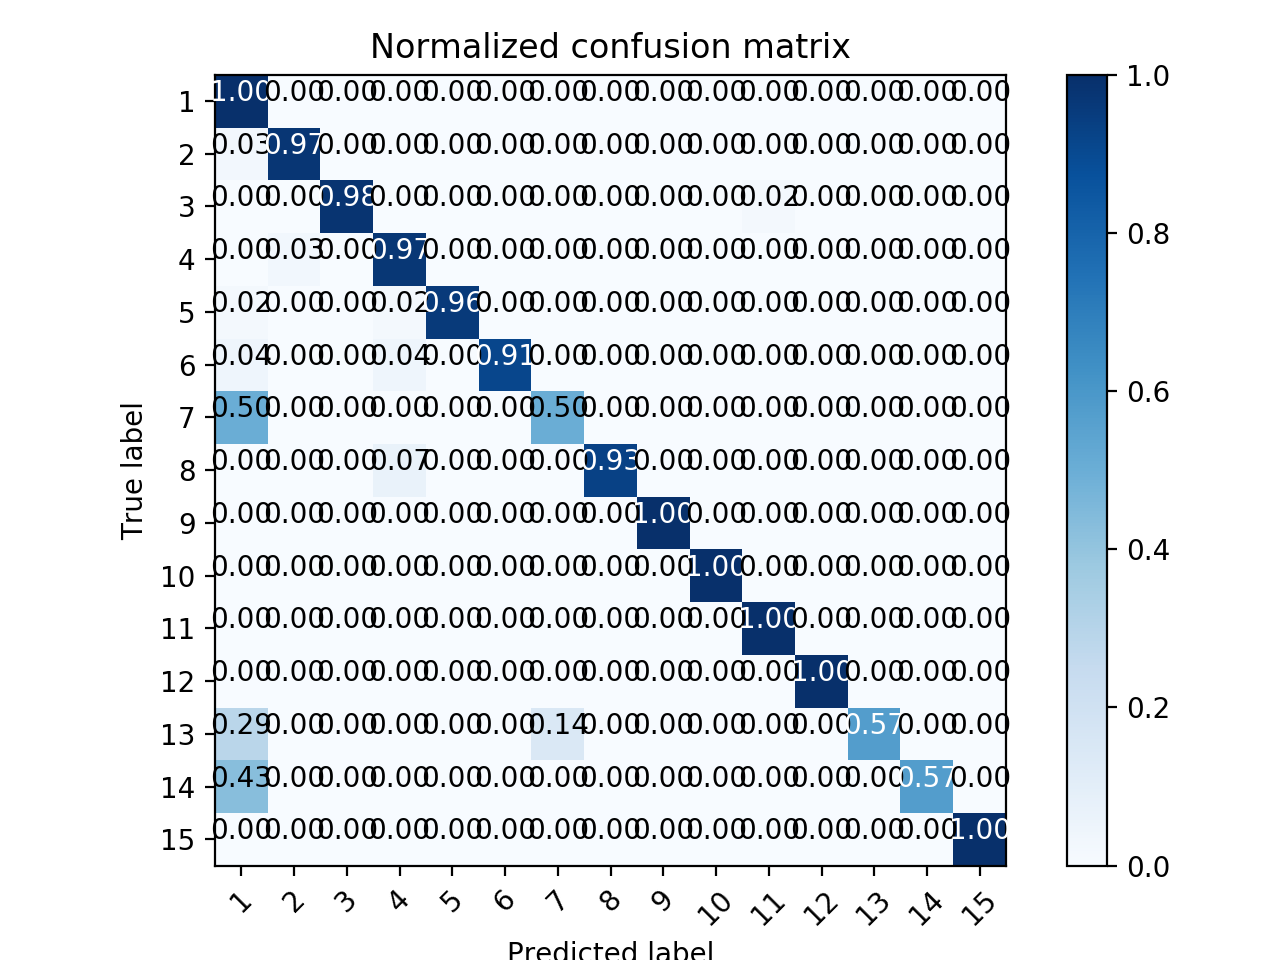 Normalized confusion matrix
1 1.00 0.00 0.00 0.00 0.00 0.00 0.00 0.00 0.00 0.00 0.00 0.00 0.00 0.00 0.00
2 0.03 0.97 0.00 0.00 0.00 0.00 0.00 0.00 0.00 0.00 0.00 0.00 0.00 0.00 0.00
3 0.00 0.00 0.98 0.00 0.00 0.00 0.00 0.00 0.00 0.00 0.02 0.00 0.00 0.00 0.00
4 0.00 0.03 0.00 0.97 0.00 0.00 0.00 0.00 0.00 0.00 0.00 0.00 0.00 0.00 0.00
5 0.02 0.00 0.00 0.02 0.96 0.00 0.00 0.00 0.00 0.00 0.00 0.00 0.00 0.00 0.00
6 0.04 0.00 0.00 0.04 0.00 0.91 0.00 0.00 0.00 0.00 0.00 0.00 0.00 0.00 0.00
7 0.50 0.00 0.00 0.00 0.00 0.00 0.50 0.00 0.00 0.00 0.00 0.00 0.00 0.00 0.00
8 0.00 0.00 0.00 0.07 0.00 0.00 0.00 0.93 0.00 0.00 0.00 0.00 0.00 0.00 0.00
9 0.00 0.00 0.00 0.00 0.00 0.00 0.00 0.00 1.00 0.00 0.00 0.00 0.00 0.00 0.00
10 0.00 0.00 0.00 0.00 0.00 0.00 0.00 0.00 0.00 1.00 0.00 0.00 0.00 0.00 0.00
11 0.00 0.00 0.00 0.00 0.00 0.00 0.00 0.00 0.00 0.00 1.00 0.00 0.00 0.00 0.00
12 0.00 0.00 0.00 0.00 0.00 0.00 0.00 0.00 0.00 0.00 0.00 1.00 0.00 0.00 0.00
13 0.29 0.00 0.00 0.00 0.00 0.00 0.14 0.00 0.00 0.00 0.00 0.00 0.57 0.00 0.00
14 0.43 0.00 0.00 0.00 0.00 0.00 0.00 0.00 0.00 0.00 0.00 0.00 0.00 0.57 0.00
15 0.00 0.00 0.00 0.00 0.00 0.00 0.00 0.00 0.00 0.00 0.00 0.00 0.00 0.00 1.00
True label
1 2 3 4 5 6 7 8 9 10 11 12 13 14 15
Predicted label
1.0
0.8
0.6
0.4
0.2
0.0